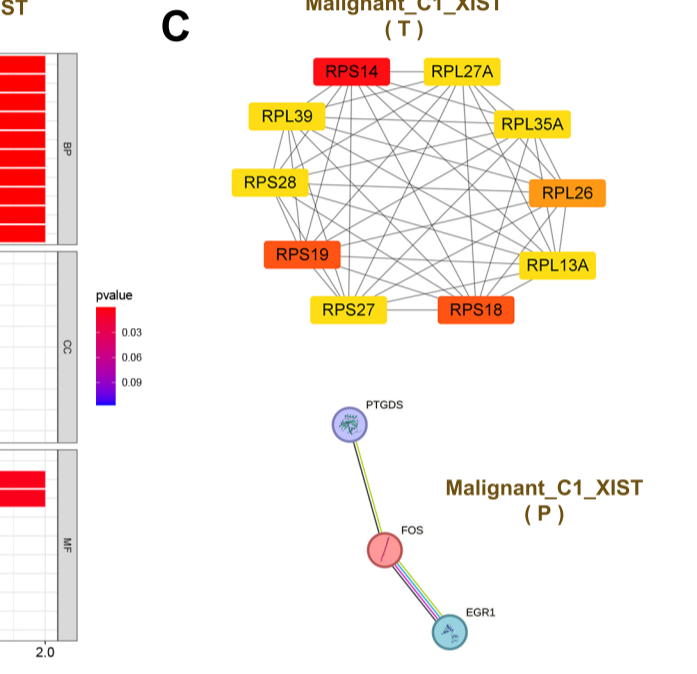 ST
BP
CC
MF
2.0
pvalue
0.03
0.06
0.09
C
Malignant_C1_XIST
( T )
RPS14
RPL27A
RPL39
RPL35A
RPS28
RPL26
RPS19
RPL13A
RPS27
RPS18
PTGDS
Malignant_C1_XIST
( P )
FOS
EGR1